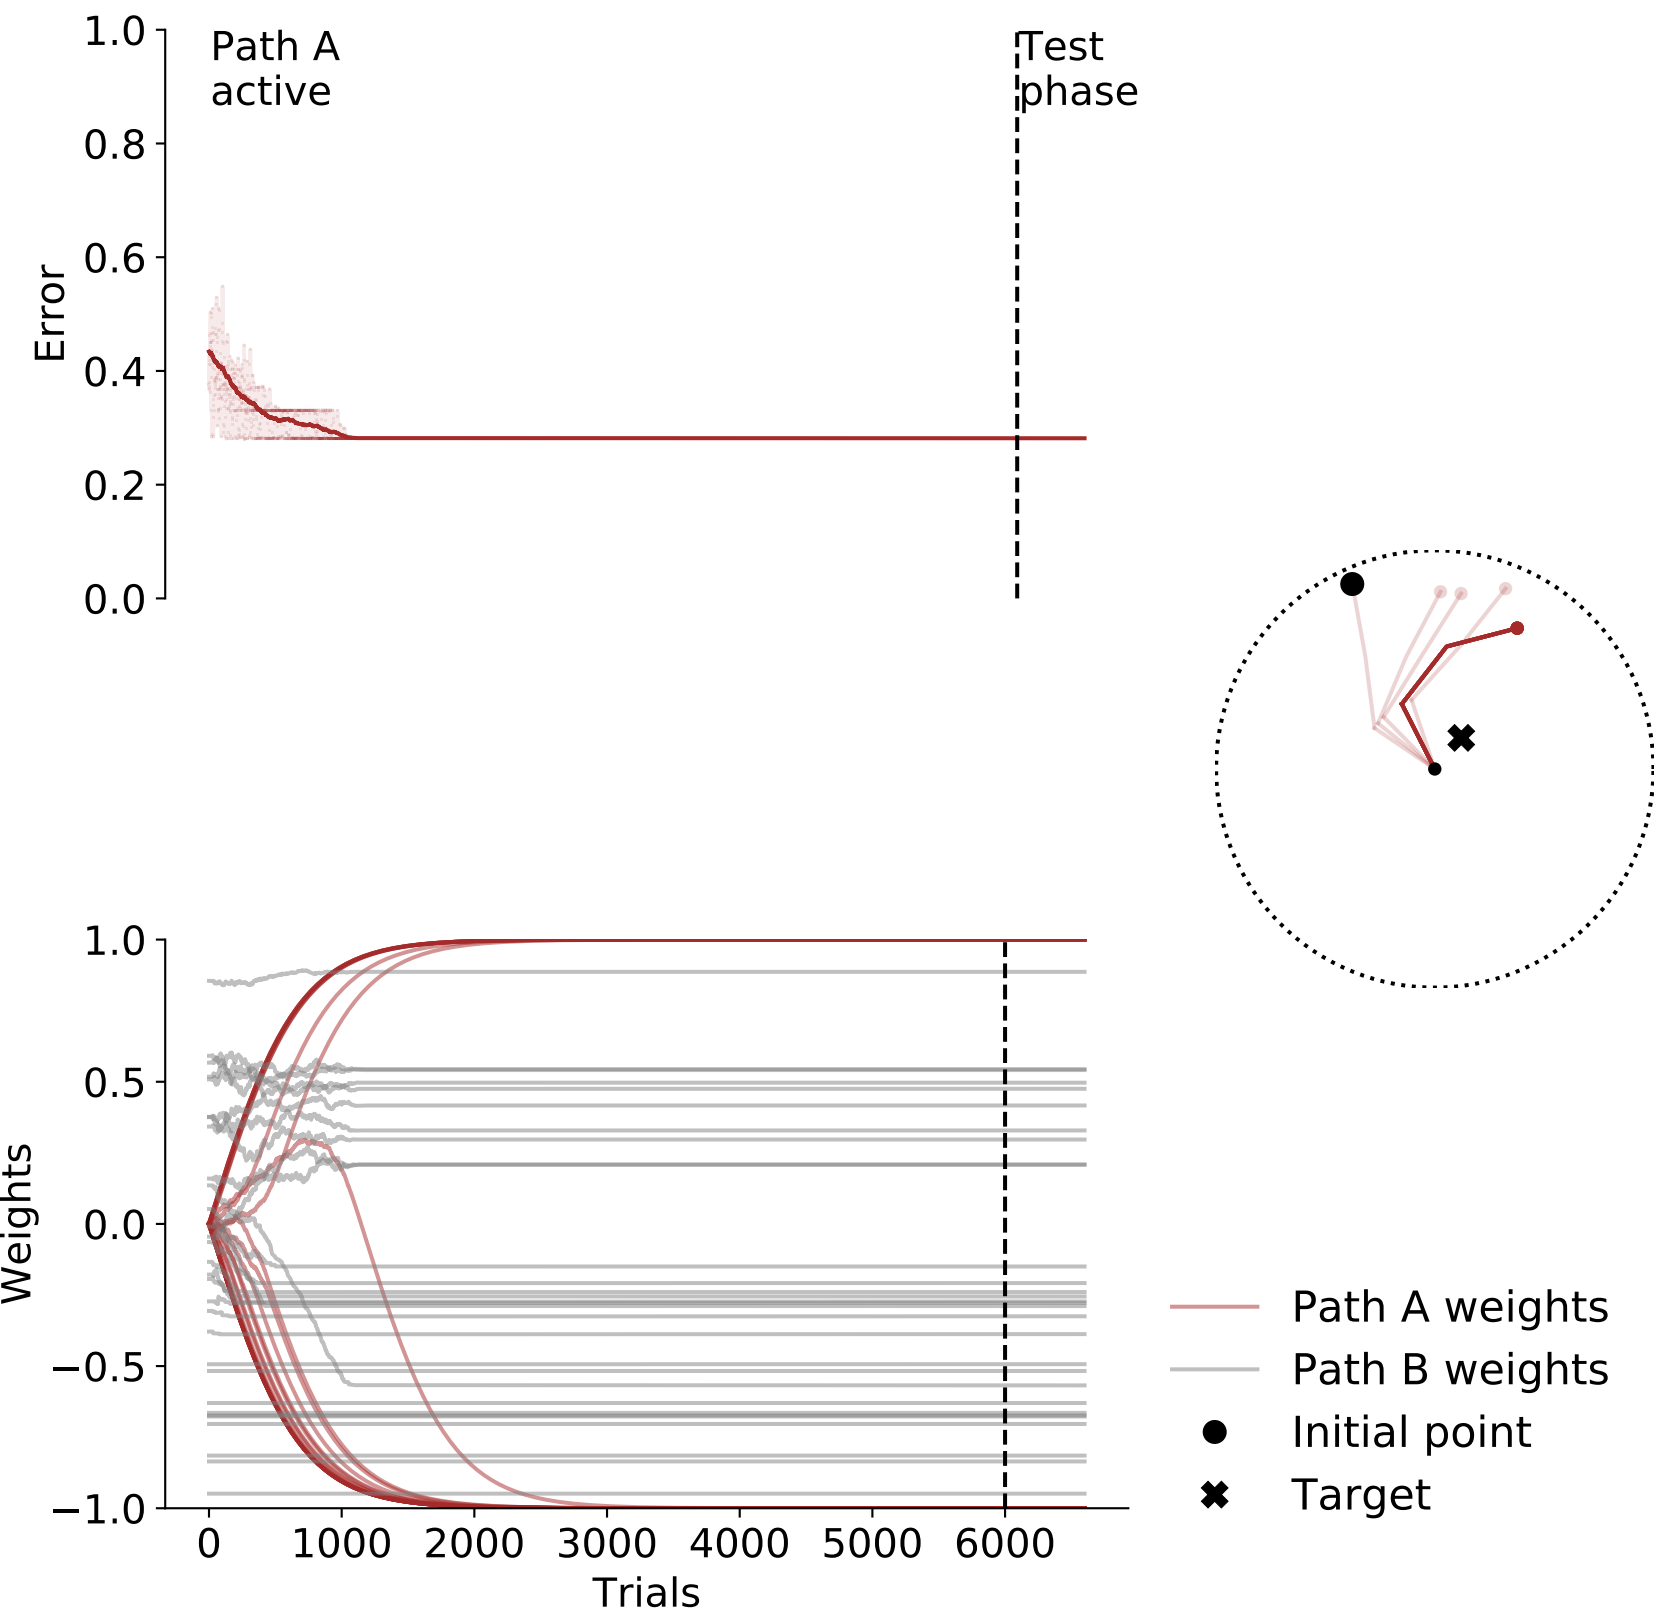 1.0
Path A
active
Test
phase
0.8
0.6
0.4
0.2
0.0
Error
1.0
0.5
0.0
−0.5
−1.0
Weights
0 1000 2000 3000 4000 5000 6000
Trials
Path A weights
Path B weights
Initial point
Target